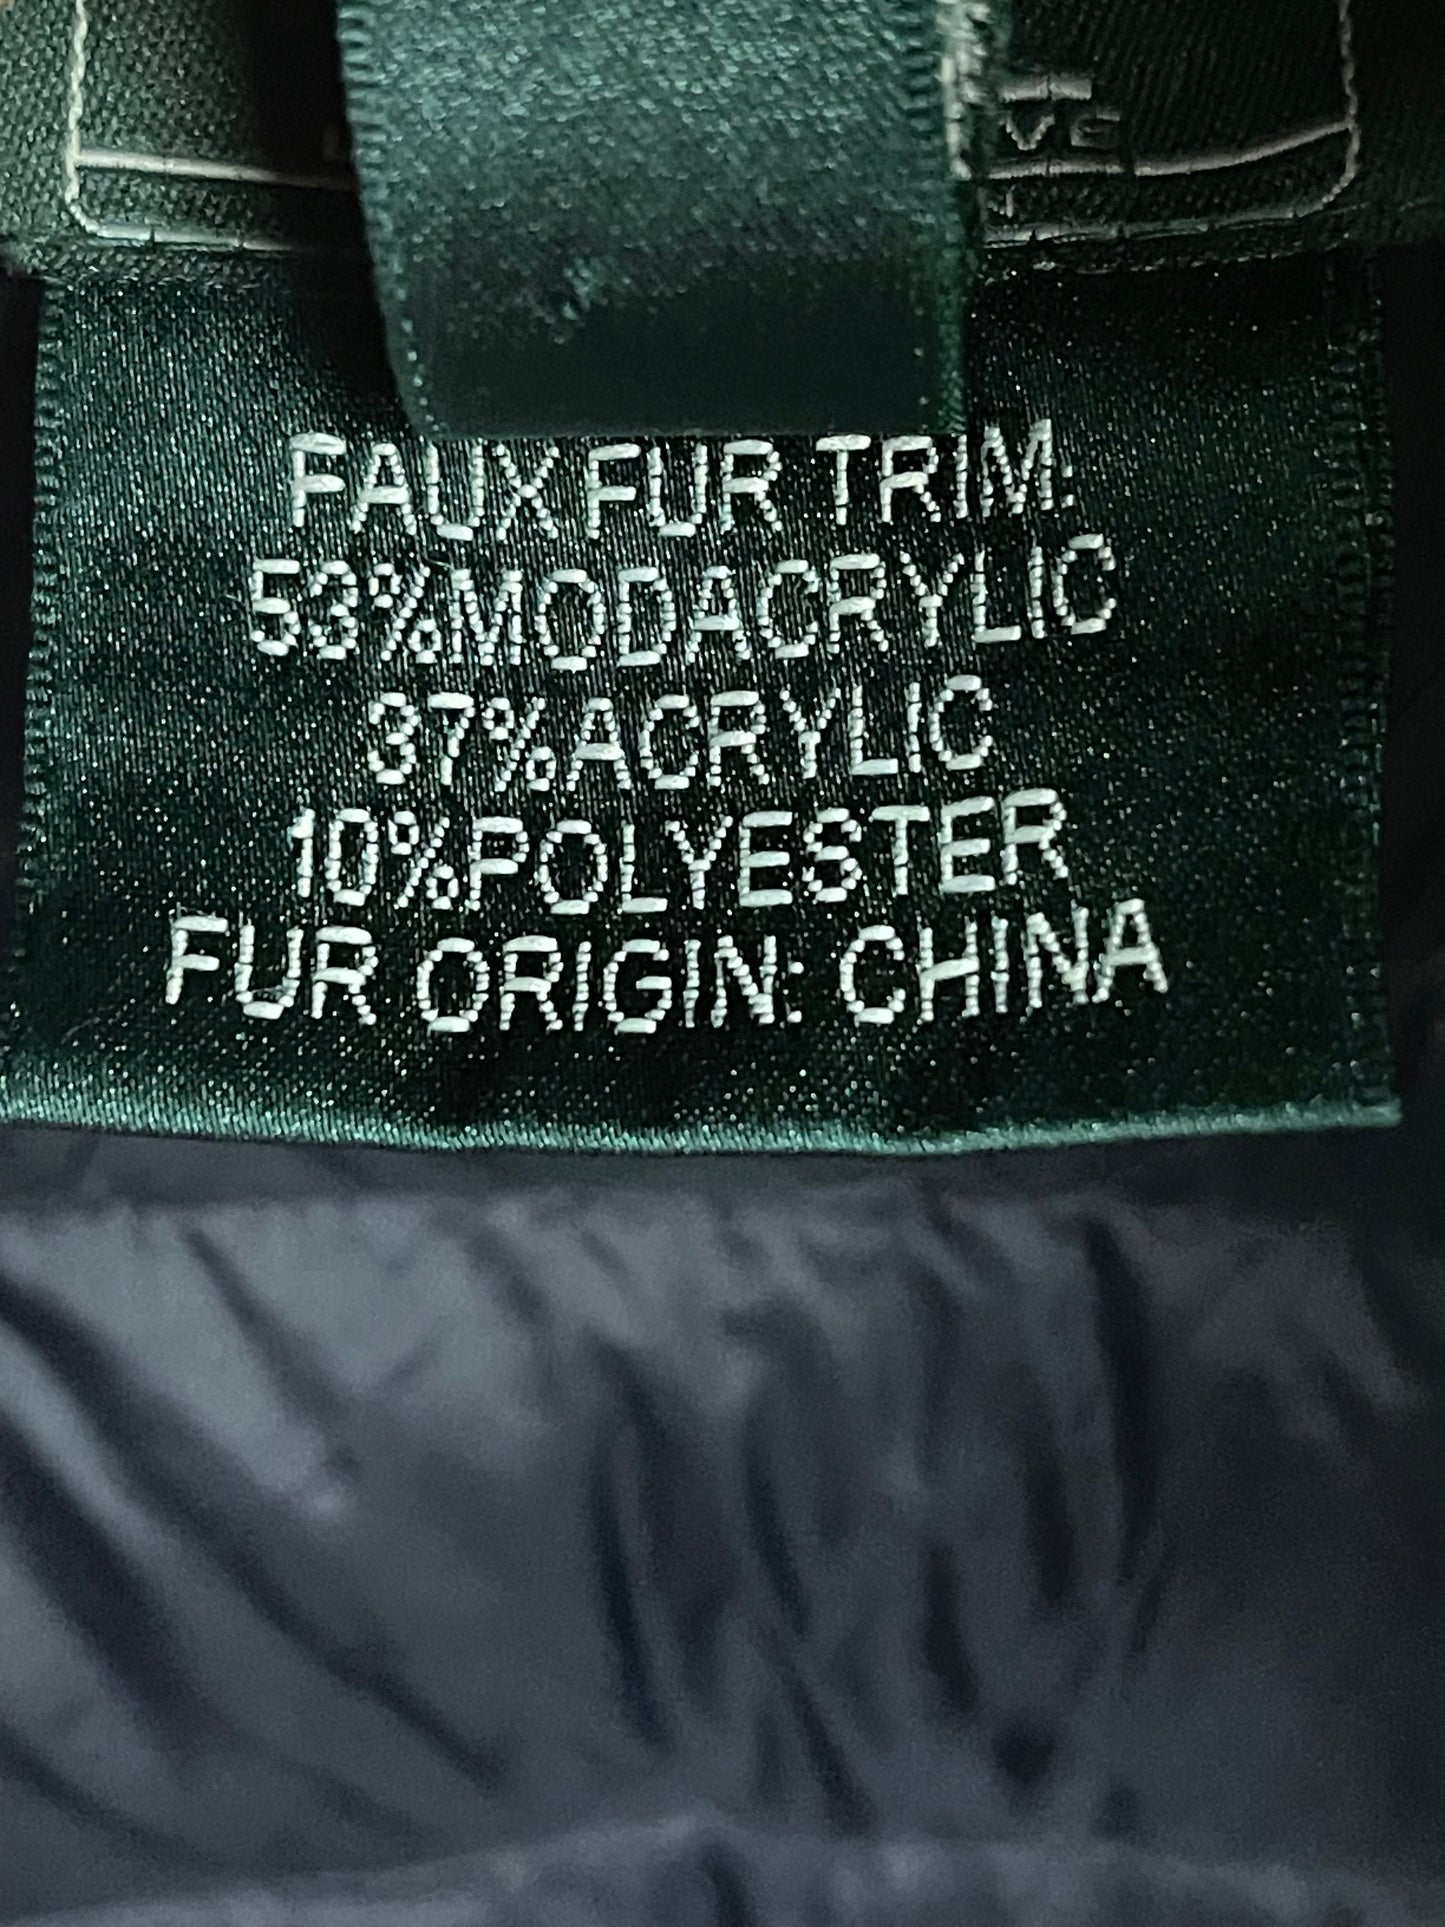 FAUX FUR TRIM:
53%MODACRYLIC
37%ACRYLIC
10%POLYESTER
FUR ORIGIN: CHINA